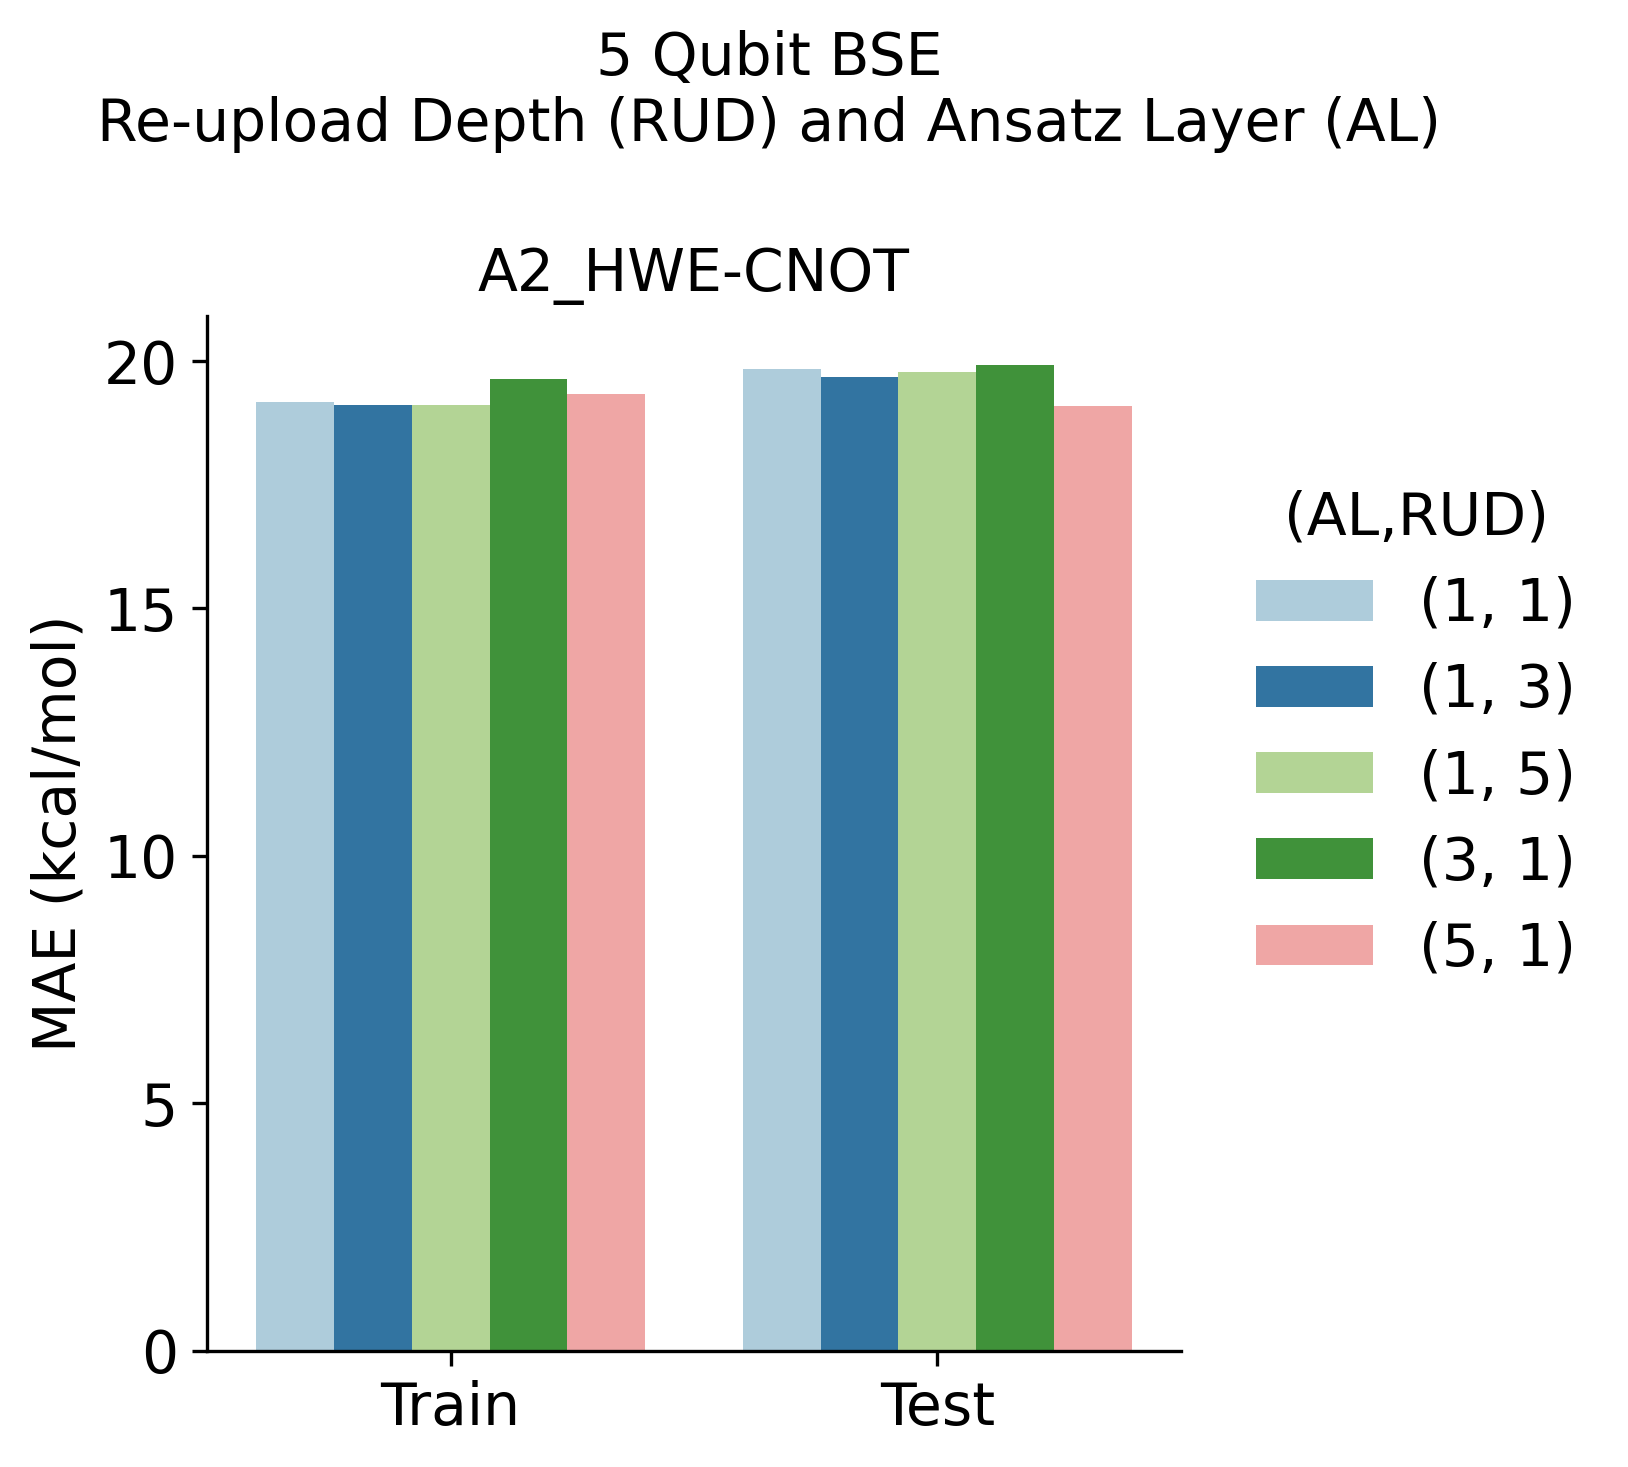 5 Qubit BSE
Re-upload Depth (RUD) and Ansatz Layer (AL)
A2_HWE-CNOT
20
15
10
5
0
MAE (kcal/mol)
Train
Test
(AL,RUD)
(1, 1)
(1, 3)
(1, 5)
(3, 1)
(5, 1)